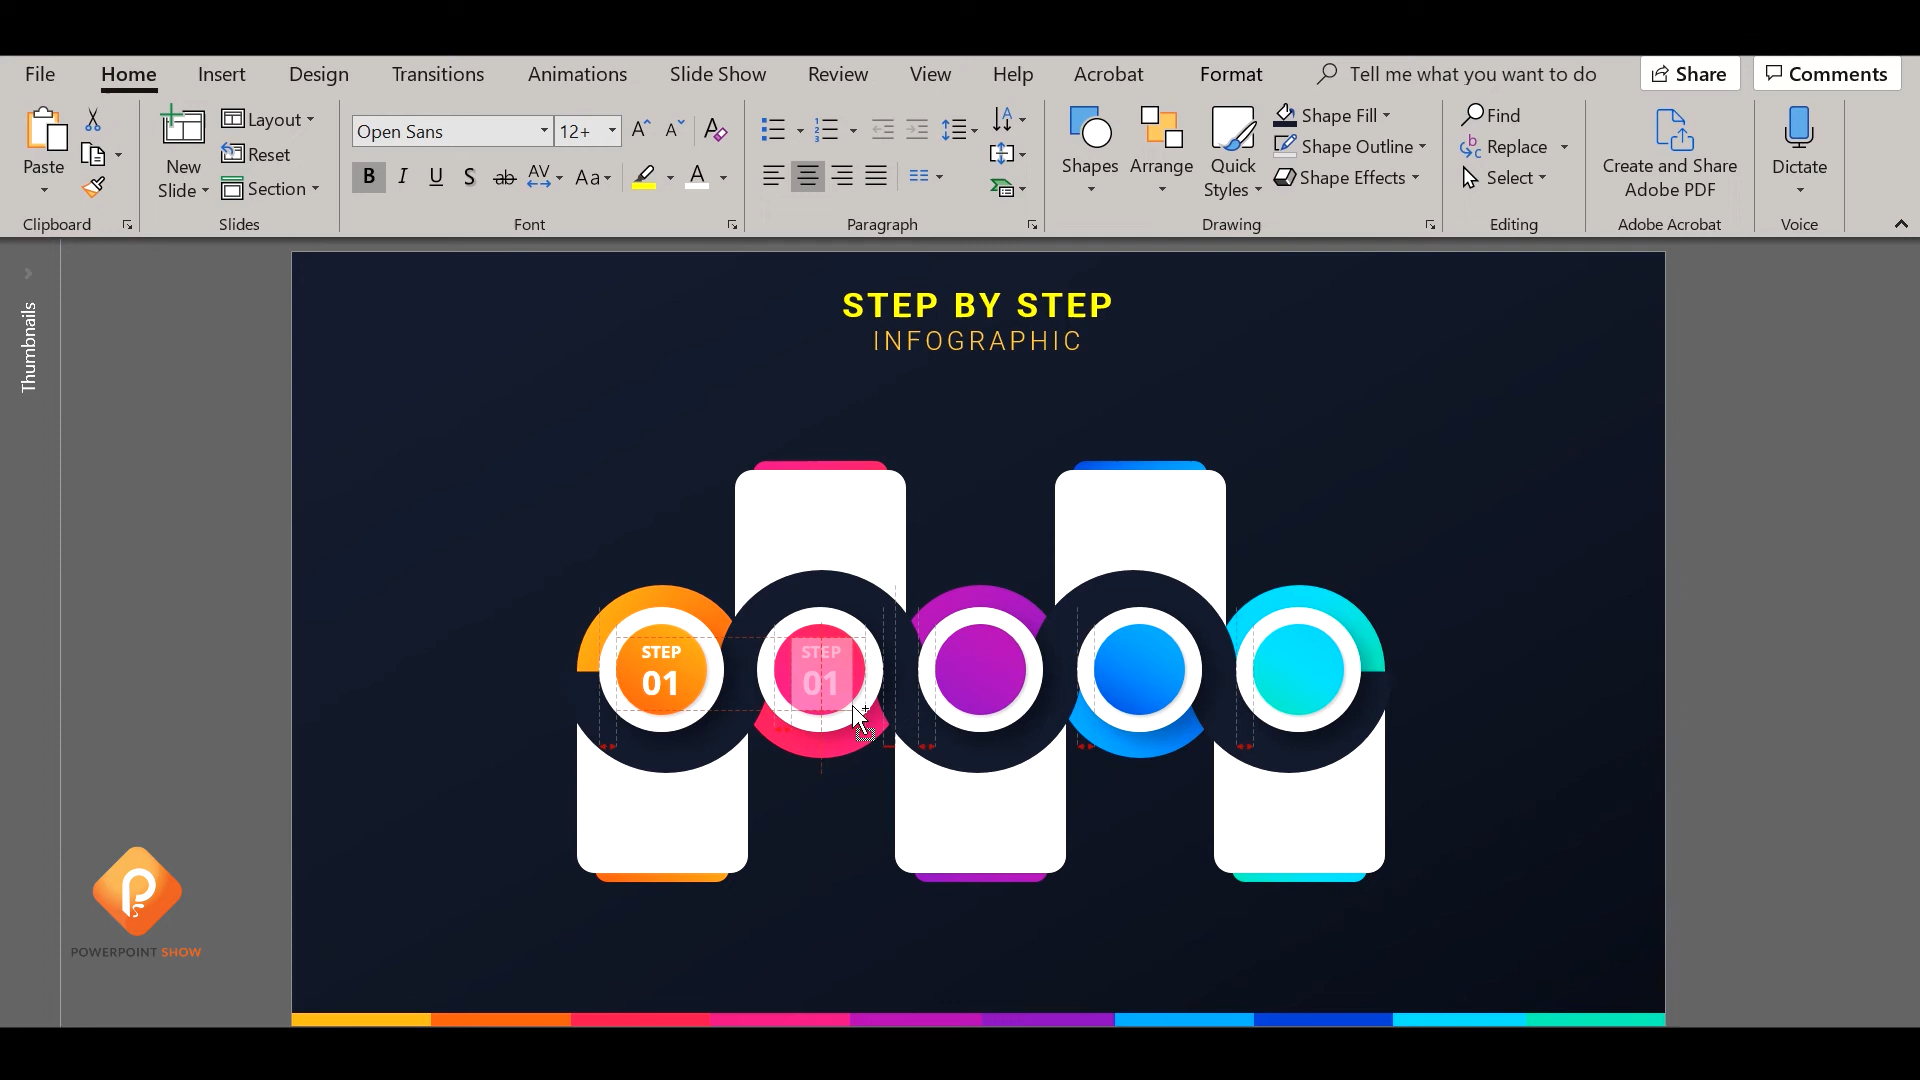 File Home Insert Design Transitions Animations Slide Show Review View Help Acrobat Format Tell me what you want to do Share Comments
Paste
New Slide
Layout
Reset
Section
Open Sans 12+
B I U S ab AV Aa A
Shapes
Arrange
Quick Styles
Shape Fill
Shape Outline
Shape Effects
Find
Replace
Select
Create and Share Adobe PDF
Dictate
Clipboard Slides Font Paragraph Drawing Editing Adobe Acrobat Voice
Thumbnails
STEP BY STEP
INFOGRAPHIC
STEP
01
STEP
01
POWERPOINT SHOW